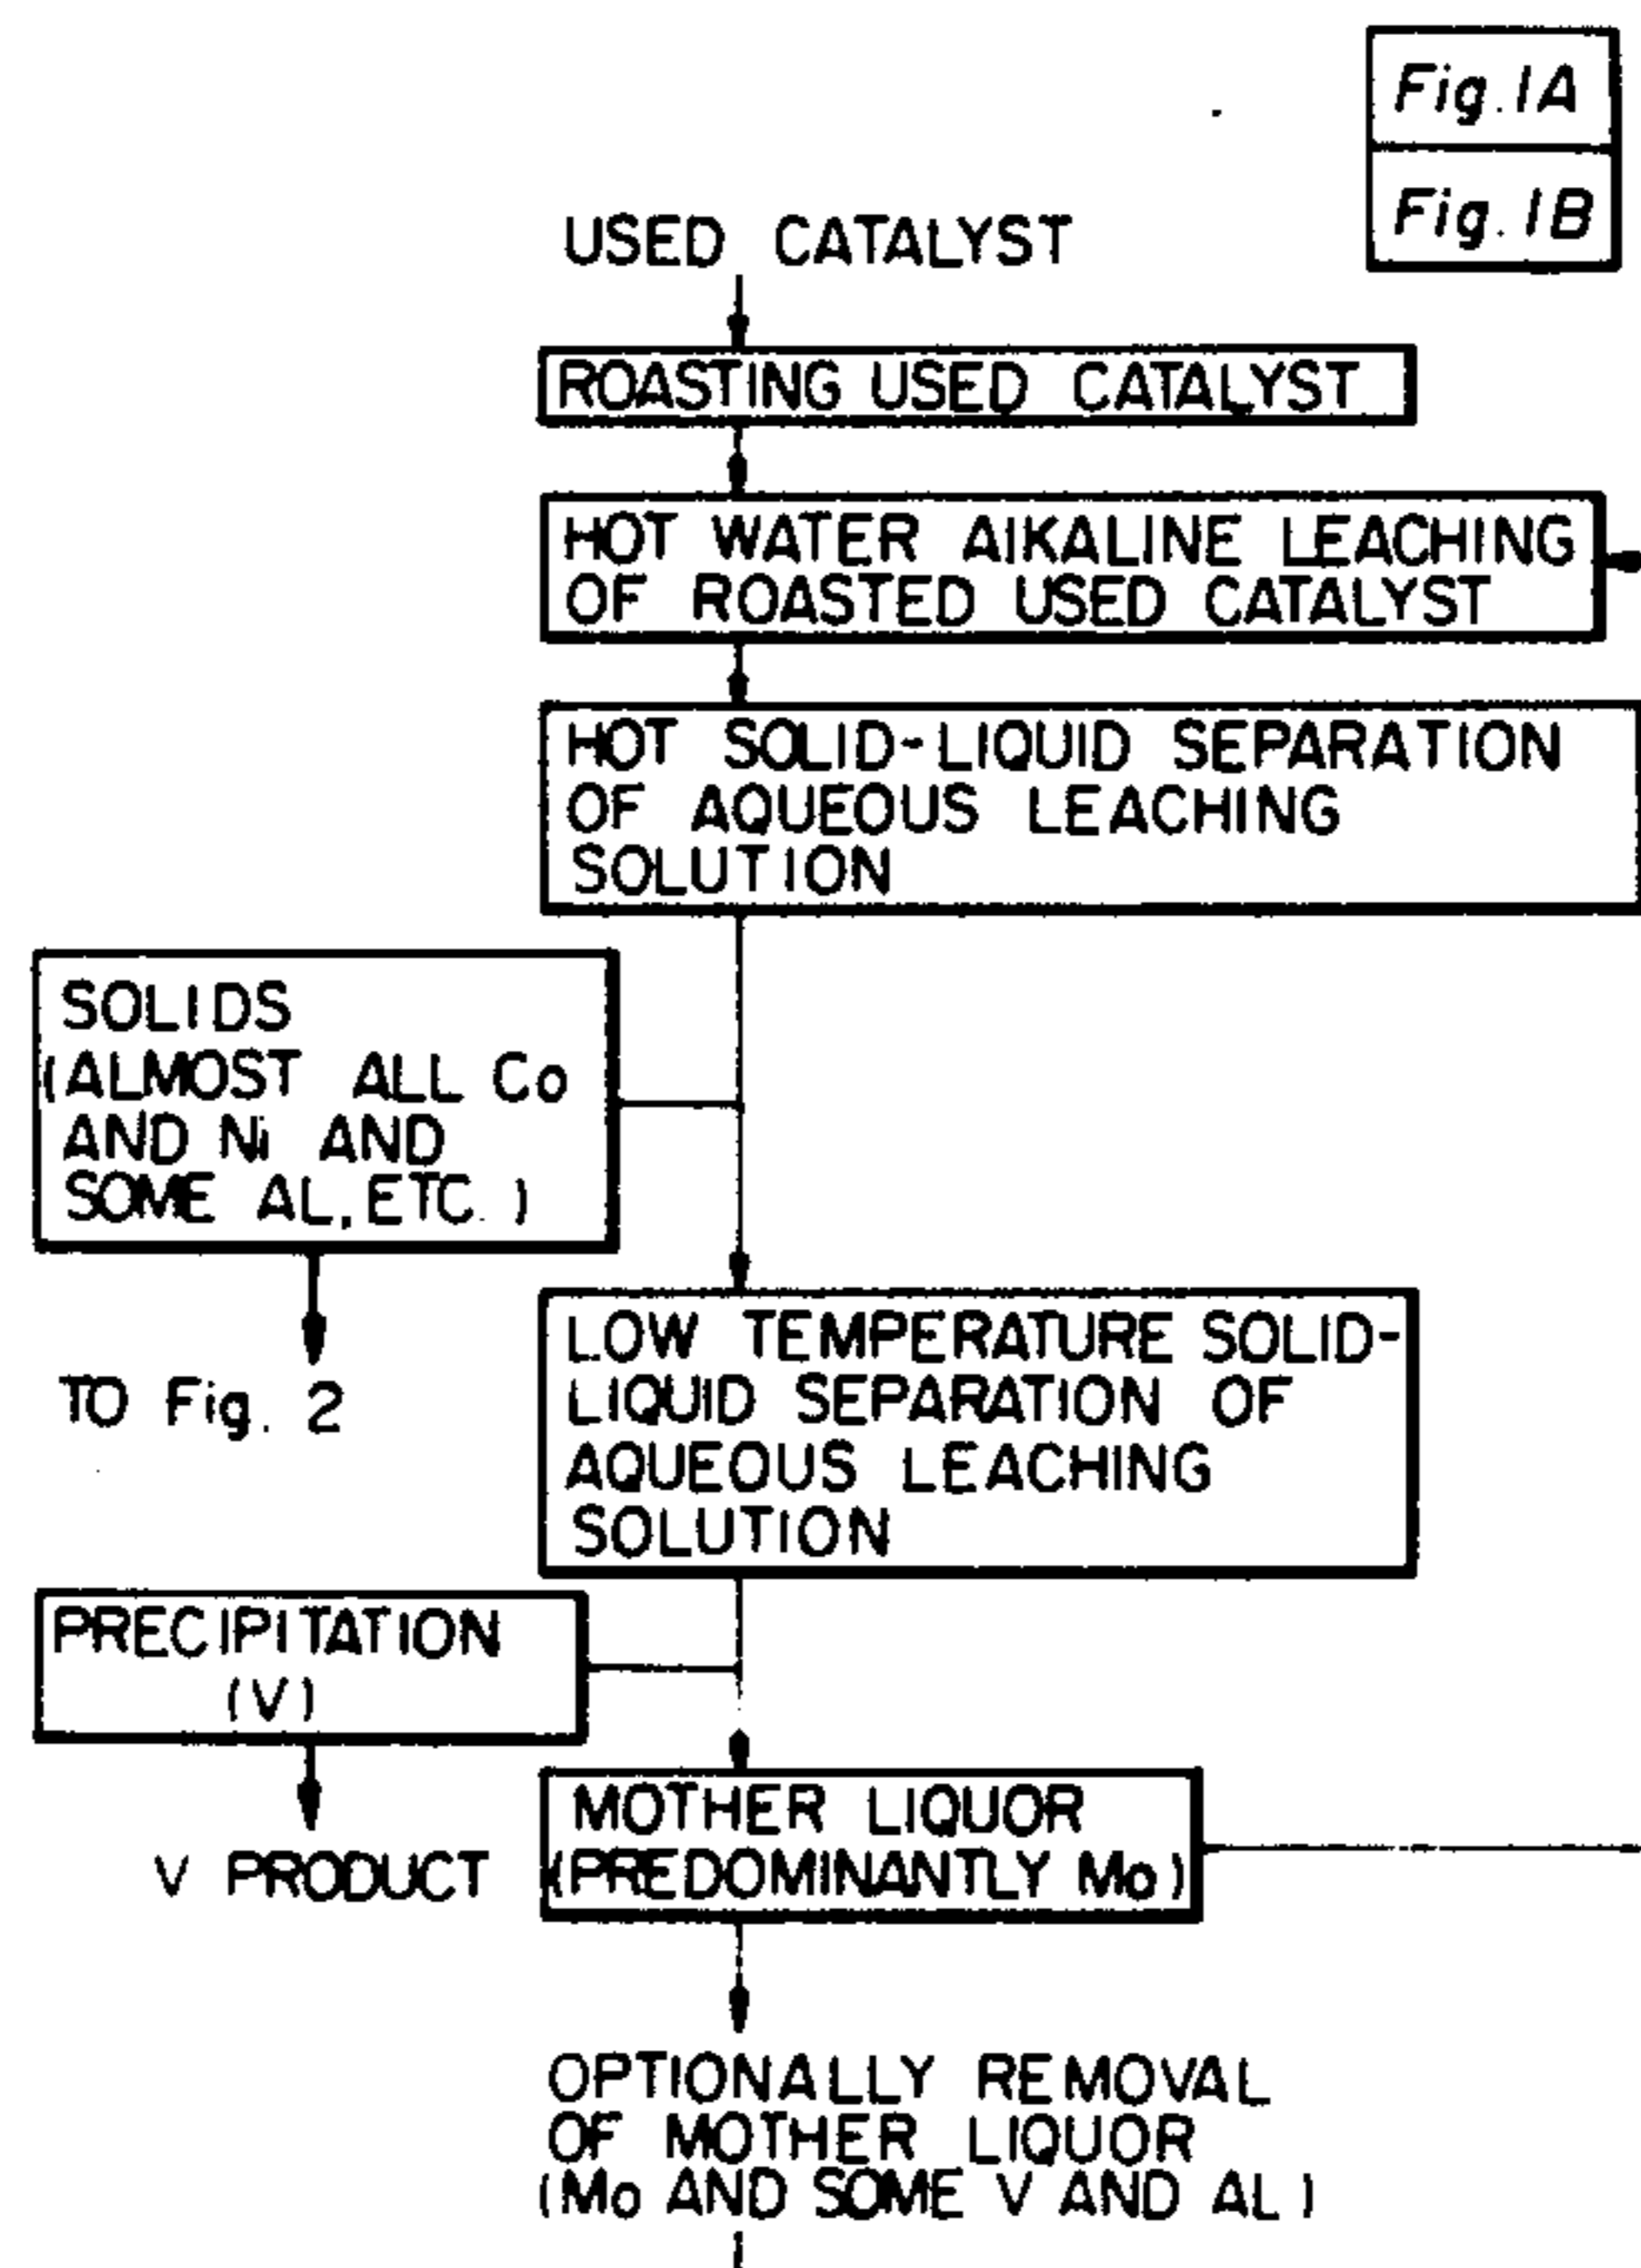 Fig. 1A
Fig. 1B
USED CATALYST
ROASTING USED CATALYST
HOT WATER AIKALINE LEACHING
OF ROASTED USED CATALYST
HOT SOLID-LIQUID SEPARATION
OF AQUEOUS LEACHING
SOLUTION
SOLIDS
(ALMOST ALL Co
AND Ni AND
SOME AL, ETC. )
TO Fig. 2
LOW TEMPERATURE SOLID-
LIQUID SEPARATION OF
AQUEOUS LEACHING
SOLUTION
PRECIPITATION
(V)
V PRODUCT
MOTHER LIQUOR
(PREDOMINANTLY Mo)
OPTIONALLY REMOVAL
OF MOTHER LIQUOR
(Mo AND SOME V AND AL)